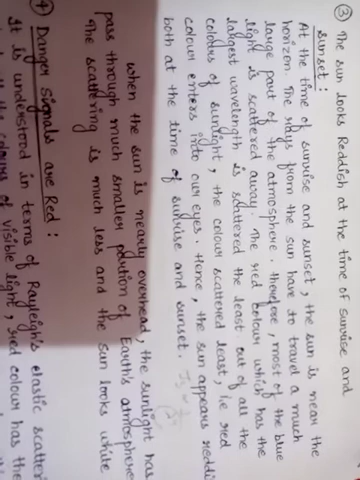 ③ The sun looks Reddish at the time of sunrise and
sunset:
At the time of sunrise and sunset, the sun is near the
horizon. The rays from the sun have to travel a much
large part of the atmosphere. therefore, most of the blue
light is scattered away. The red colour which has the
largest wavelength is scattered the least out of all the
colours of sunlight, the colour scattered least, i.e red
colour enters into our eyes. Hence, the sun appears reddi
both at the time of sunrise and sunset.
When the sun is nearly overhead, the sunlight has
pass through much smaller portion of Earth's atmosphere
The scattering is much less and the sun looks white
④ Danger signals are Red:
It is understood in terms of Rayleigh's elastic scatter
colours of visible light, red colour has the